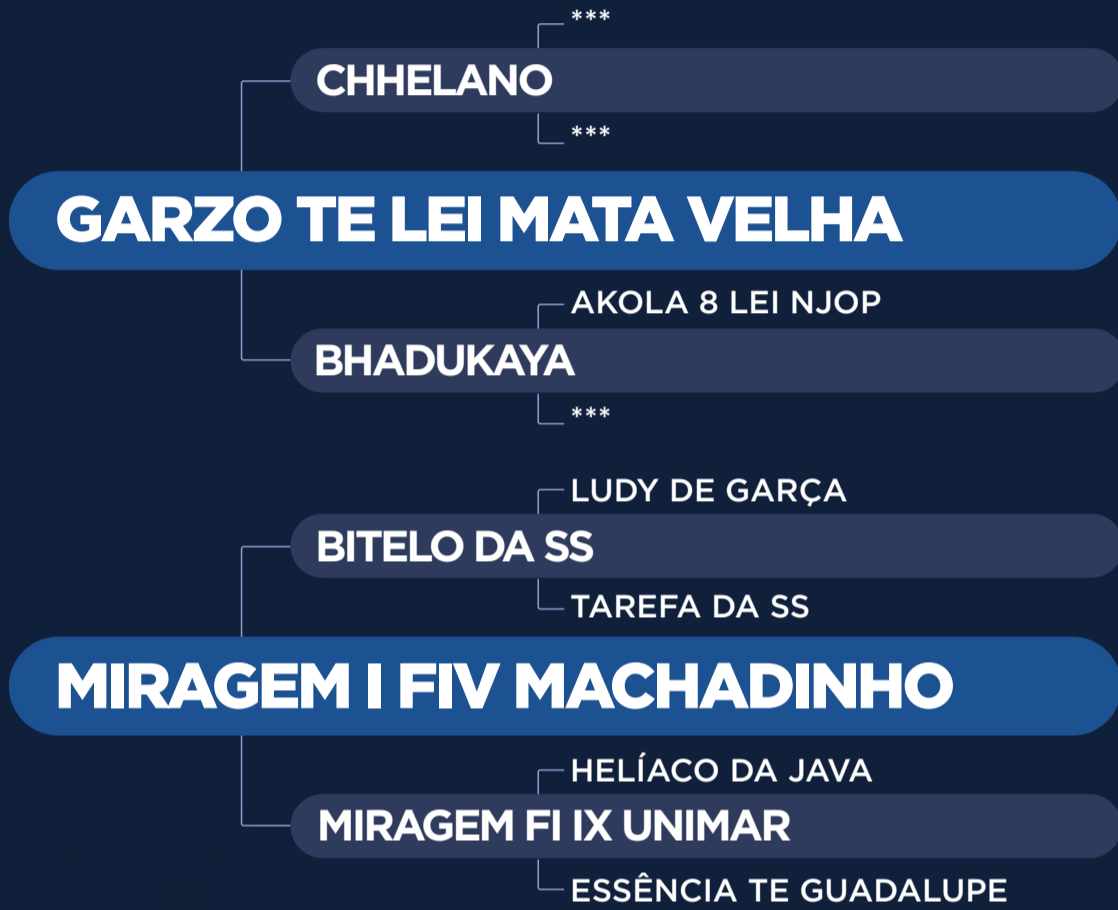 ***
CHHELANO
***
GARZO TE LEI MATA VELHA
AKOLA 8 LEI NJOP
BHADUKAYA
***
LUDY DE GARÇA
BITELO DA SS
TAREFA DA SS
MIRAGEM I FIV MACHADINHO
HELÍACO DA JAVA
MIRAGEM FI IX UNIMAR
ESSÊNCIA TE GUADALUPE